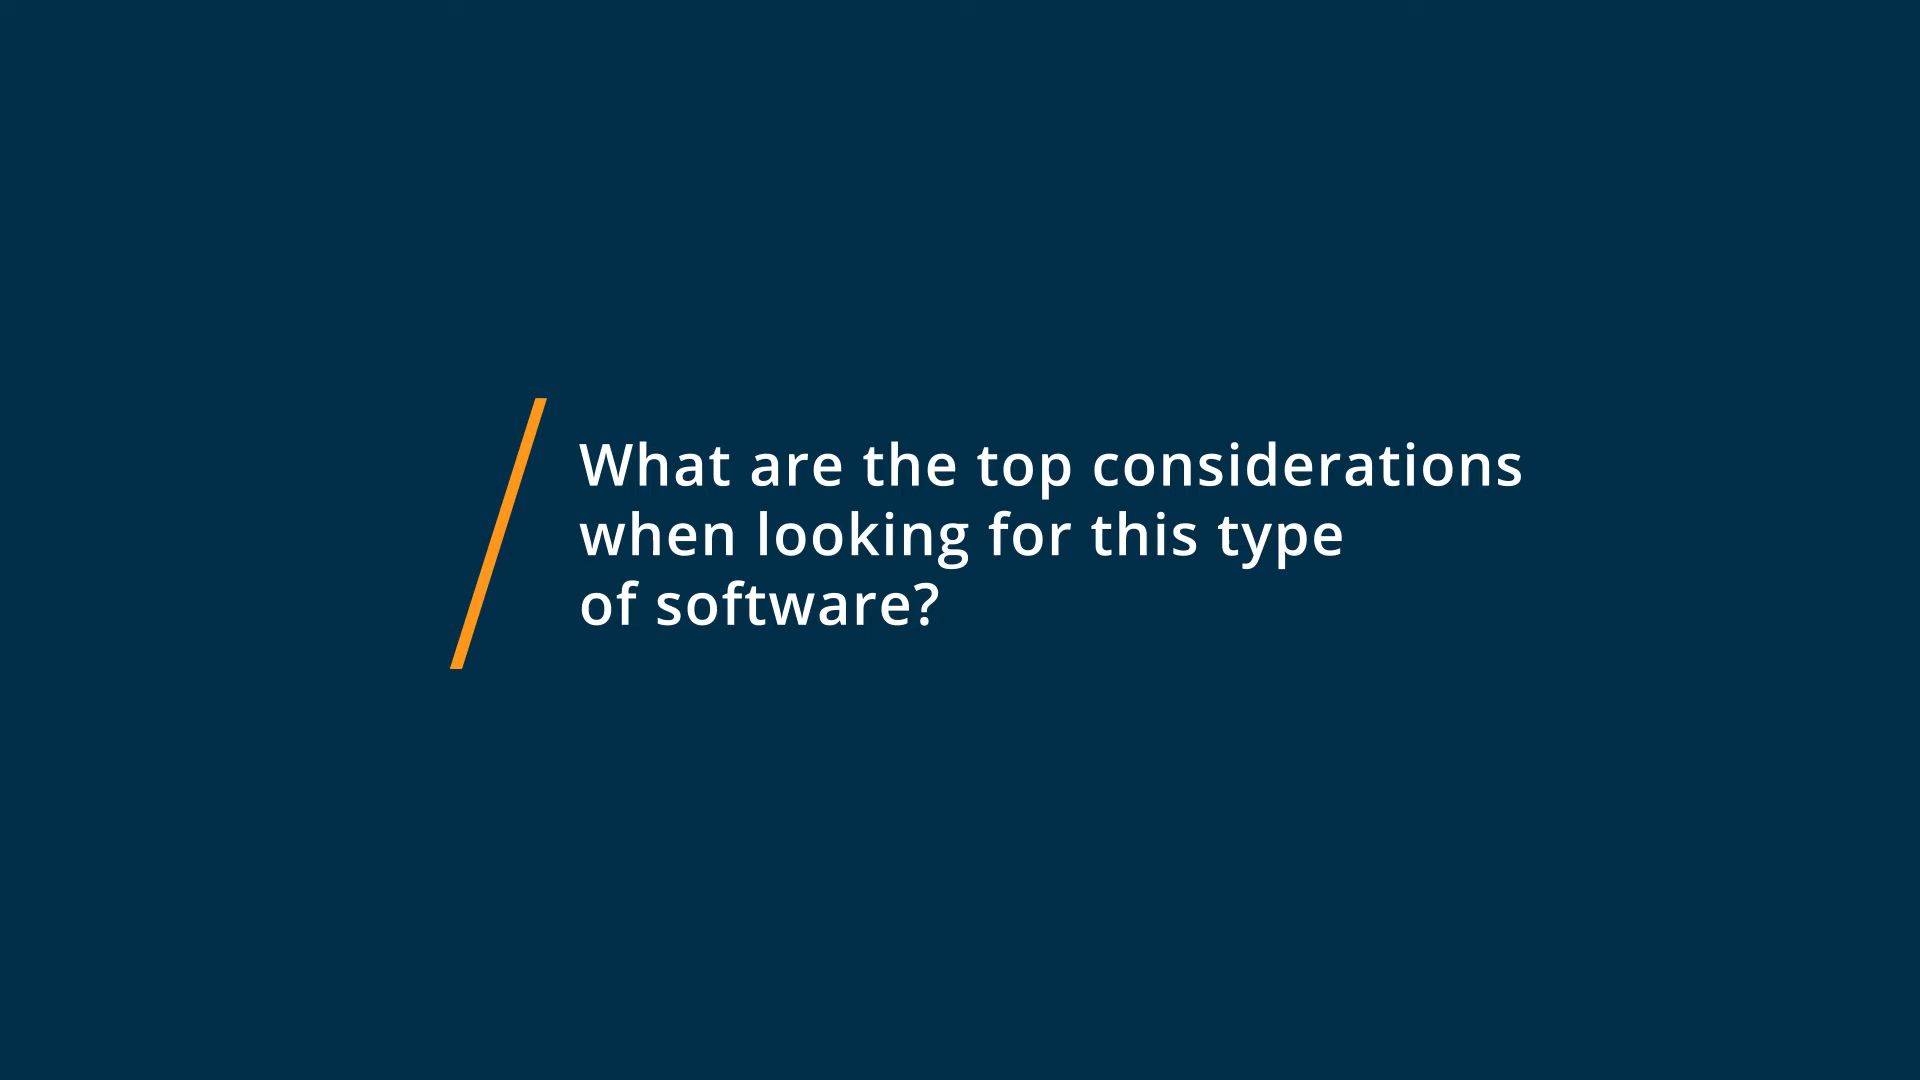 What are the top considerations
when looking for this type
of software?